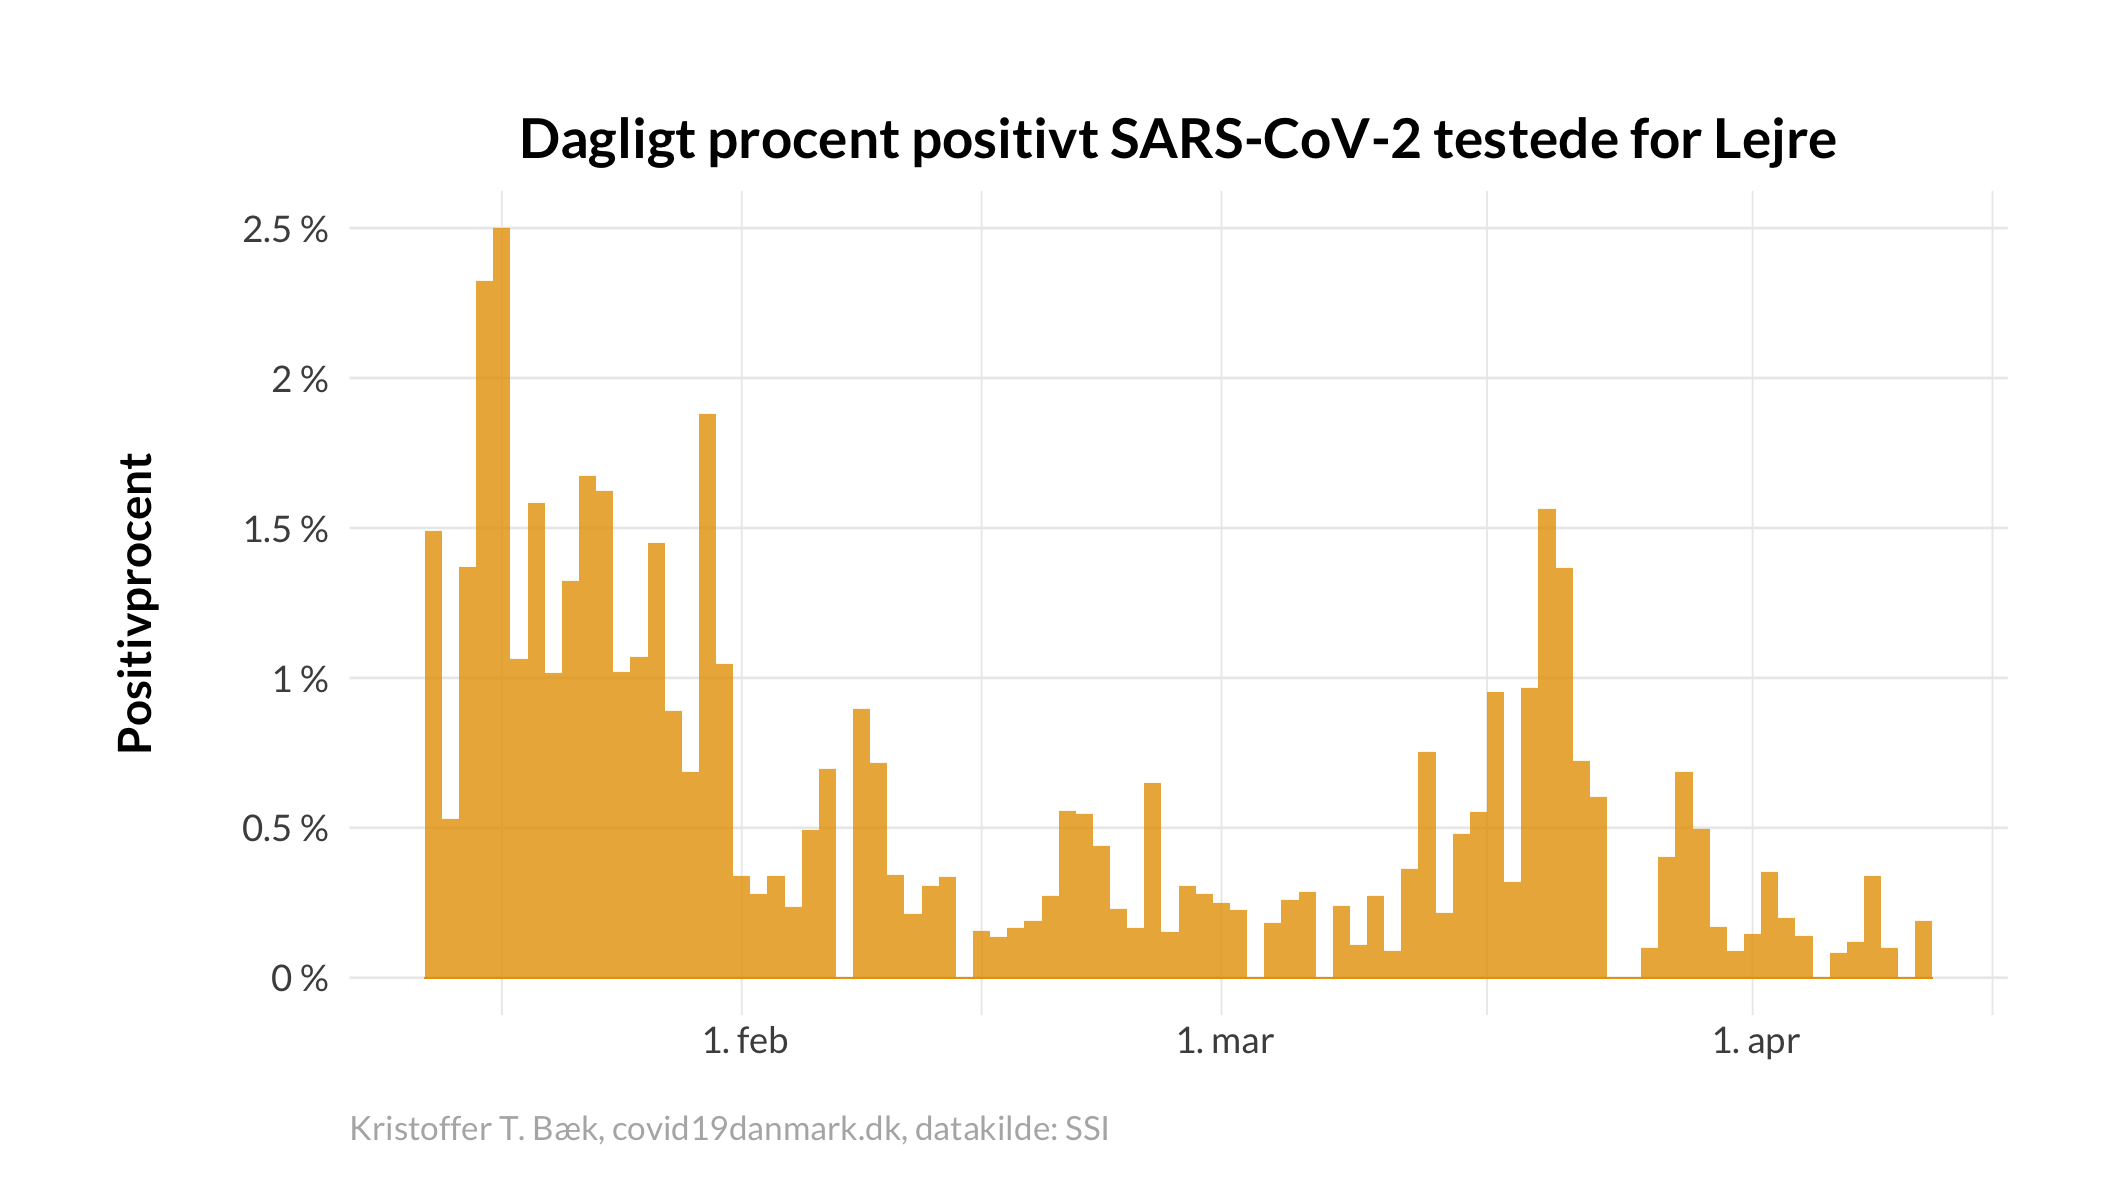 Dagligt procent positivt SARS-CoV-2 testede for Lejre
Positivprocent
2.5 %
2 %
1.5 %
1 %
0.5 %
0 %
1. feb
1. mar
1. apr
Kristoffer T. Bæk, covid19danmark.dk, datakilde: SSI